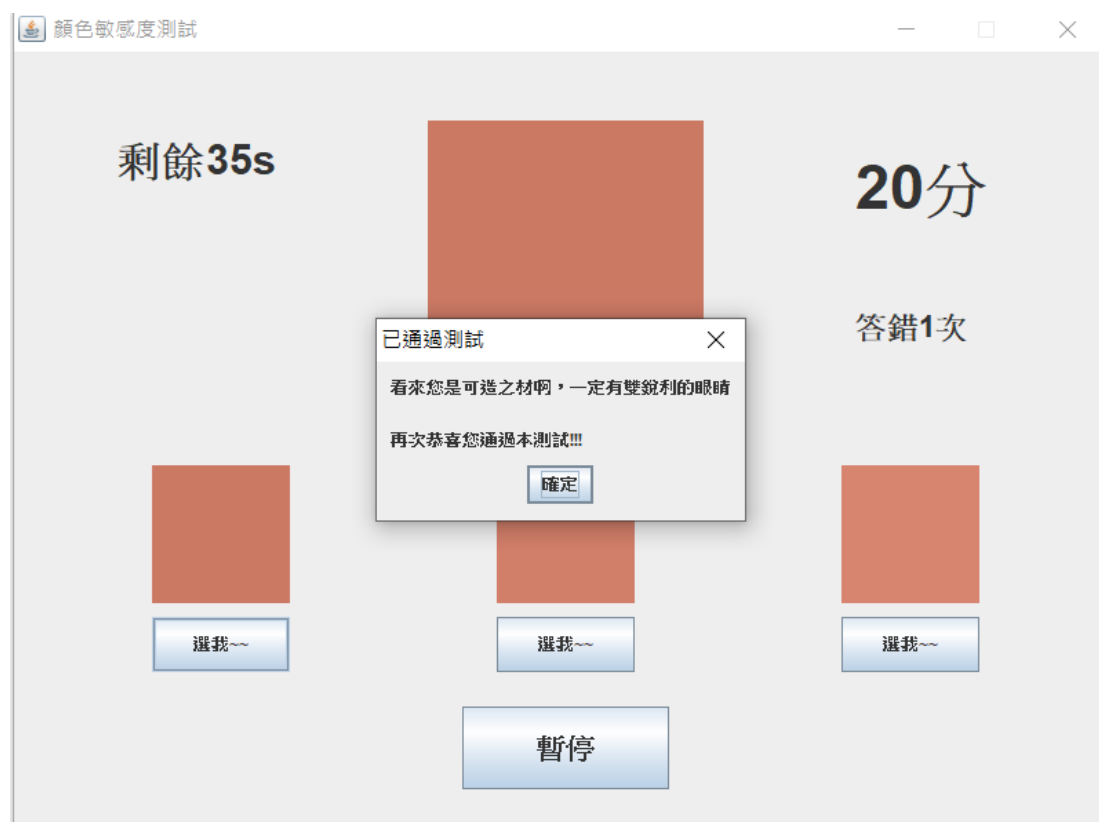 顏色敏感度測試
剩餘35s
20分
答錯1次
已通過測試
看來您是可造之材啊，一定有雙銳利的眼睛
再次恭喜您通過本測試!!!
確定
選我~~
選我~~
選我~~
暫停